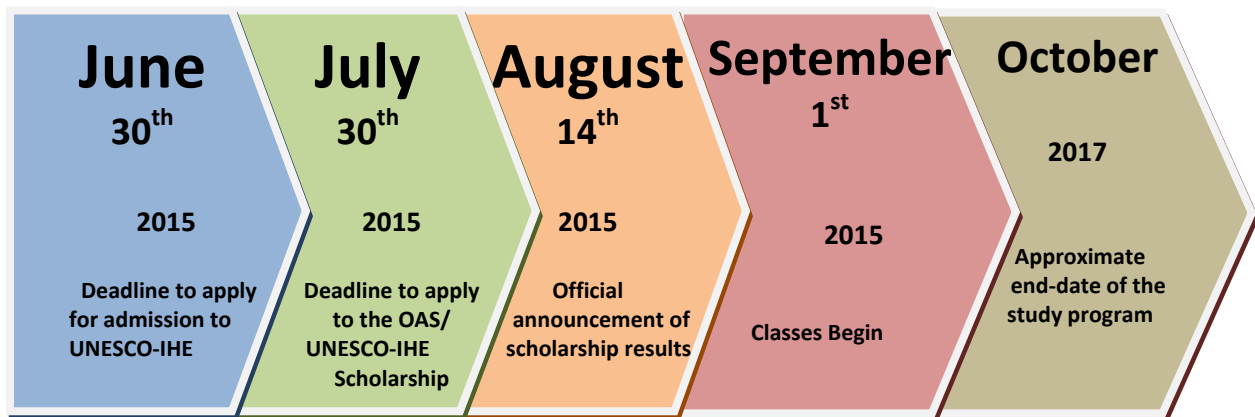 June
30th
2015
Deadline to apply
for admission to
UNESCO-IHE
July
30th
2015
Deadline to apply
to the OAS/
UNESCO-IHE
Scholarship
August
14th
2015
Official
announcement of
scholarship results
September
1st
2015
Classes Begin
October
2017
Approximate
end-date of the
study program